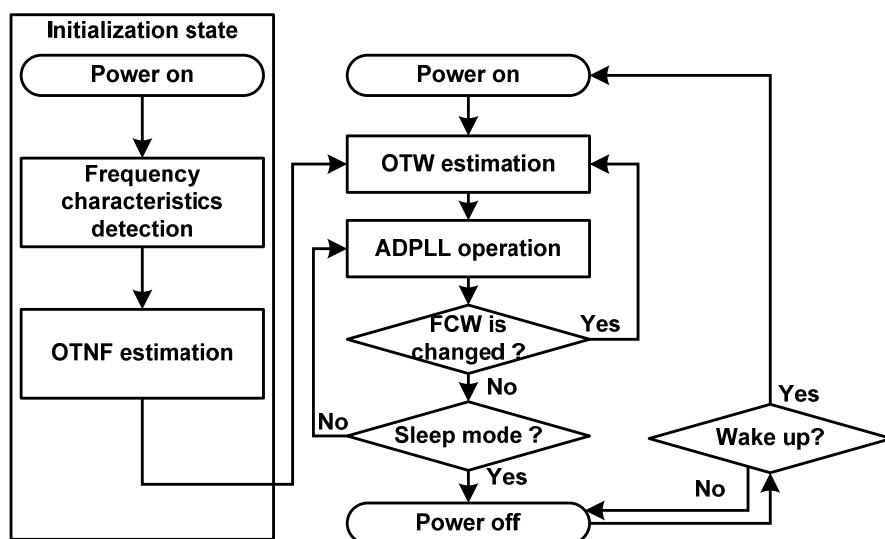 Initialization state
Power on
Frequency
characteristics
detection
OTNF estimation
Power on
OTW estimation
ADPLL operation
FCW is
changed ?
Yes
No
No
Sleep mode ?
Yes
Power off
Yes
Wake up?
No